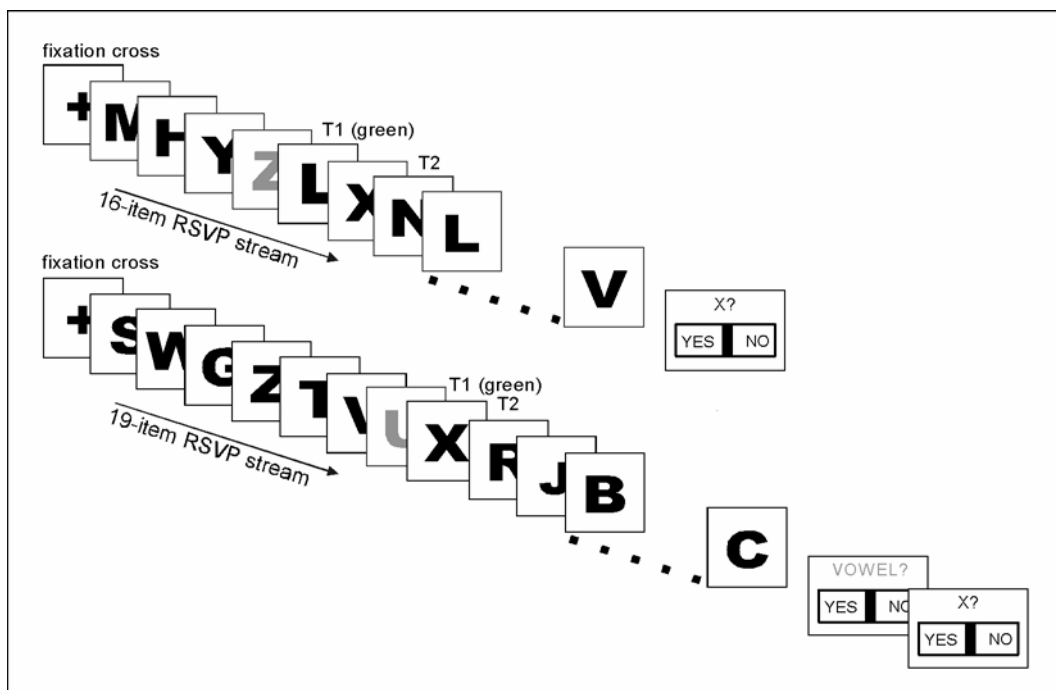 fixation cross
+
M
H
Y
Z
T1 (green)
L
X
T2
N
L
16-item RSVP stream
V
X?
YES NO
fixation cross
+
S
W
G
Z
T
V
T1 (green)
U
T2
X
R
J
B
19-item RSVP stream
C
VOWEL?
YES NO
X?
YES NO